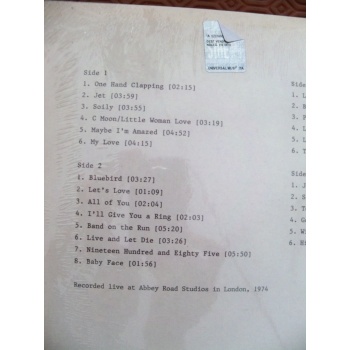 Side 1
1. One Hand Clapping [02:15]
2. Jet [03:59]
3. Soily [03:55]
4. C Moon/Little Woman Love [03:19]
5. Maybe I'm Amazed [04:52]
6. My Love [04:15]
Side 2
1. Bluebird [03:27]
2. Let's Love [01:09]
3. All of You [02:04]
4. I'll Give You a Ring [02:03]
5. Band on the Run [05:20]
6. Live and Let Die [03:26]
7. Nineteen Hundred and Eighty Five [05:50]
8. Baby Face [01:56]
Recorded live at Abbey Road Studios in London, 1974